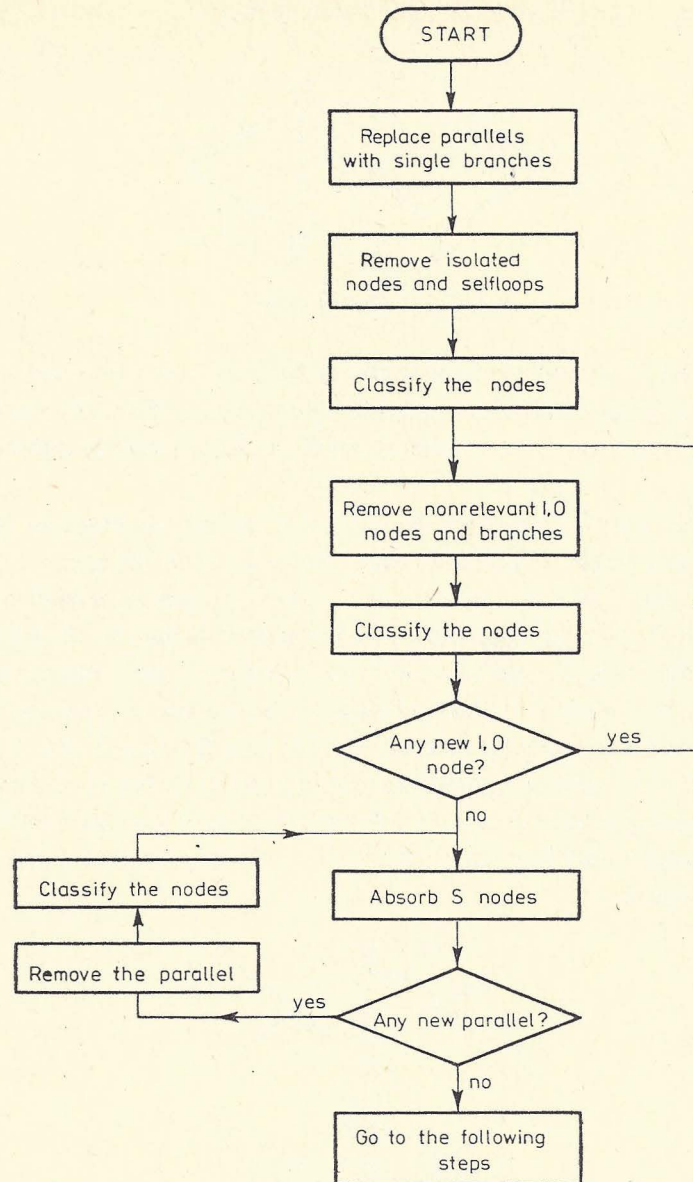 START
Replace parallels
with single branches
Remove isolated
nodes and selfloops
Classify the nodes
Remove nonrelevant I,O
nodes and branches
Classify the nodes
Any new I,O
node?
yes
no
Classify the nodes
Absorb S nodes
Remove the parallel
yes
Any new parallel?
no
Go to the following
steps